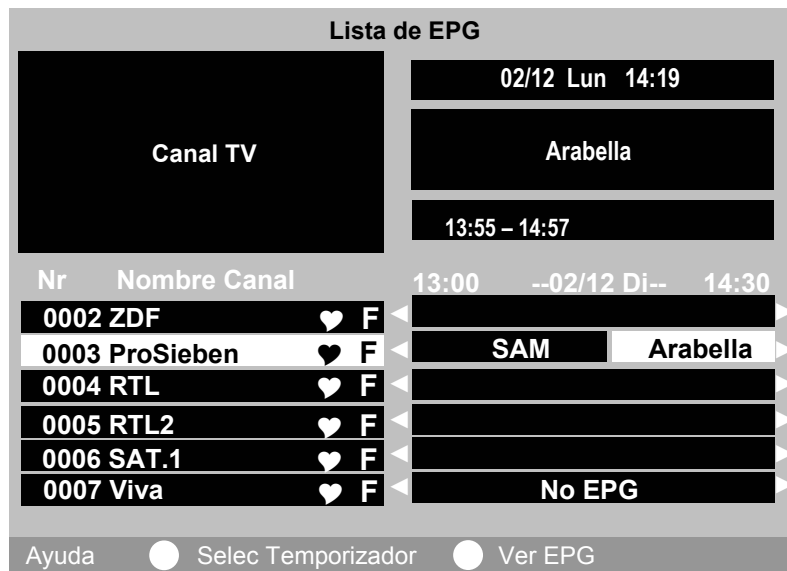 Lista de EPG
Canal TV
02/12 Lun 14:19
Arabella
13:55 – 14:57
Nr Nombre Canal
13:00 --02/12 Di-- 14:30
0002 ZDF F
0003 ProSieben F SAM Arabella
0004 RTL F
0005 RTL2 F
0006 SAT.1 F
0007 Viva F No EPG
Ayuda Selec Temporizador Ver EPG